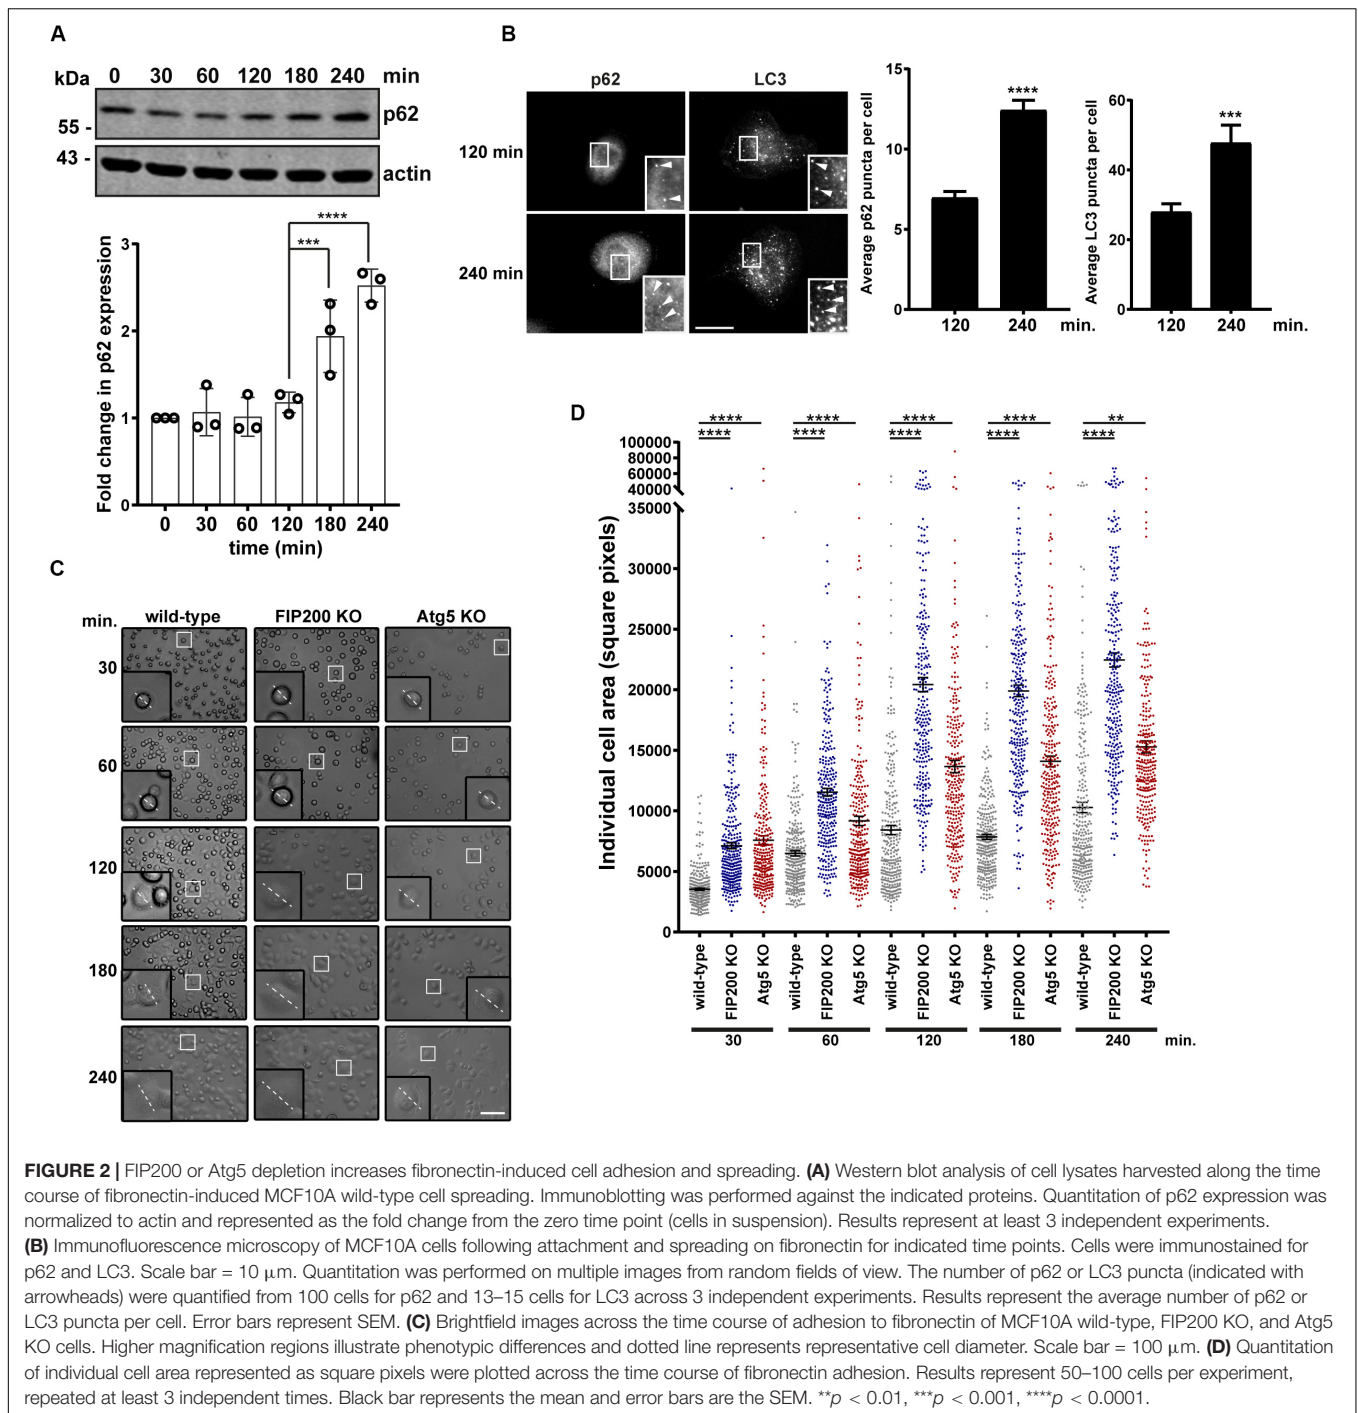 A
kDa 0 30 60 120 180 240 min
p62
55 -
43 -
actin
****
***
3
2
1
0
Fold change in p62 expression
0 30 60 120 180 240
time (min)
B
p62 LC3
120 min
240 min
15
10
5
0
Average p62 puncta per cell
****
120 240 min.
60
40
20
0
Average LC3 puncta per cell
***
120 240 min.
C
min. wild-type FIP200 KO Atg5 KO
30
60
120
180
240
D
**** **** **** **** **
**** **** **** **** ****
100000
80000
60000
40000
35000
30000
25000
20000
15000
10000
5000
0
Individual cell area (square pixels)
wild-type FIP200 KO Atg5 KO wild-type FIP200 KO Atg5 KO wild-type FIP200 KO Atg5 KO wild-type FIP200 KO Atg5 KO wild-type FIP200 KO Atg5 KO
30 60 120 180 240 min.
FIGURE 2 | FIP200 or Atg5 depletion increases fibronectin-induced cell adhesion and spreading. (A) Western blot analysis of cell lysates harvested along the time
course of fibronectin-induced MCF10A wild-type cell spreading. Immunoblotting was performed against the indicated proteins. Quantitation of p62 expression was
normalized to actin and represented as the fold change from the zero time point (cells in suspension). Results represent at least 3 independent experiments.
(B) Immunofluorescence microscopy of MCF10A cells following attachment and spreading on fibronectin for indicated time points. Cells were immunostained for
p62 and LC3. Scale bar = 10 μm. Quantitation was performed on multiple images from random fields of view. The number of p62 or LC3 puncta (indicated with
arrowheads) were quantified from 100 cells for p62 and 13–15 cells for LC3 across 3 independent experiments. Results represent the average number of p62 or
LC3 puncta per cell. Error bars represent SEM. (C) Brightfield images across the time course of adhesion to fibronectin of MCF10A wild-type, FIP200 KO, and Atg5
KO cells. Higher magnification regions illustrate phenotypic differences and dotted line represents representative cell diameter. Scale bar = 100 μm. (D) Quantitation
of individual cell area represented as square pixels were plotted across the time course of fibronectin adhesion. Results represent 50–100 cells per experiment,
repeated at least 3 independent times. Black bar represents the mean and error bars are the SEM. **p < 0.01, ***p < 0.001, ****p < 0.0001.